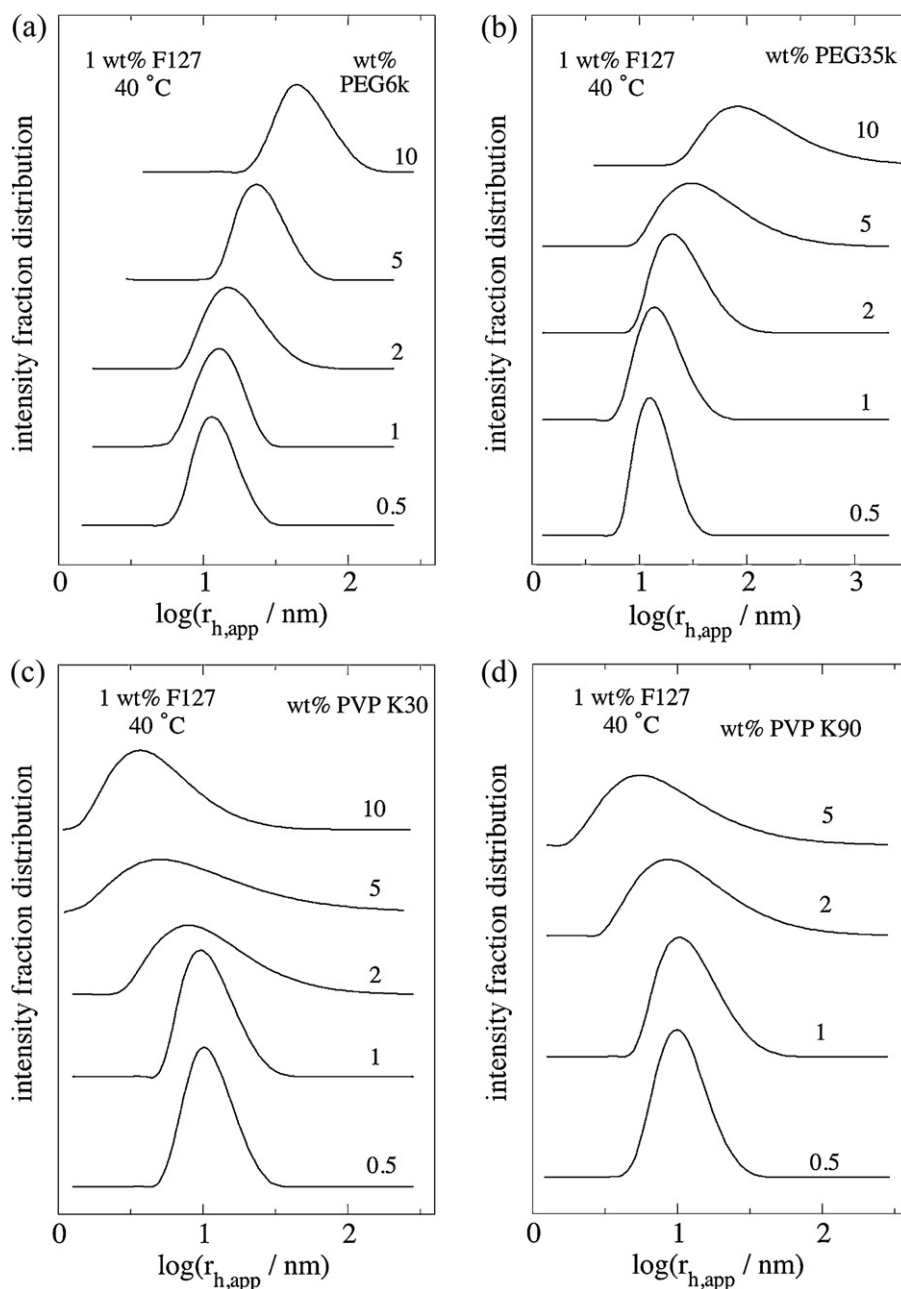 (a)
1 wt% F127
40 °C
wt%
PEG6k
10
5
2
1
0.5
intensity fraction distribution
0 1 2
log(r_h,app / nm)
(b)
1 wt% F127
40 °C
wt% PEG35k
10
5
2
1
0.5
intensity fraction distribution
0 1 2 3
log(r_h,app / nm)
(c)
1 wt% F127
40 °C
wt% PVP K30
10
5
2
1
0.5
intensity fraction distribution
0 1 2
log(r_h,app / nm)
(d)
1 wt% F127
40 °C
wt% PVP K90
5
2
1
0.5
intensity fraction distribution
0 1 2
log(r_h,app / nm)